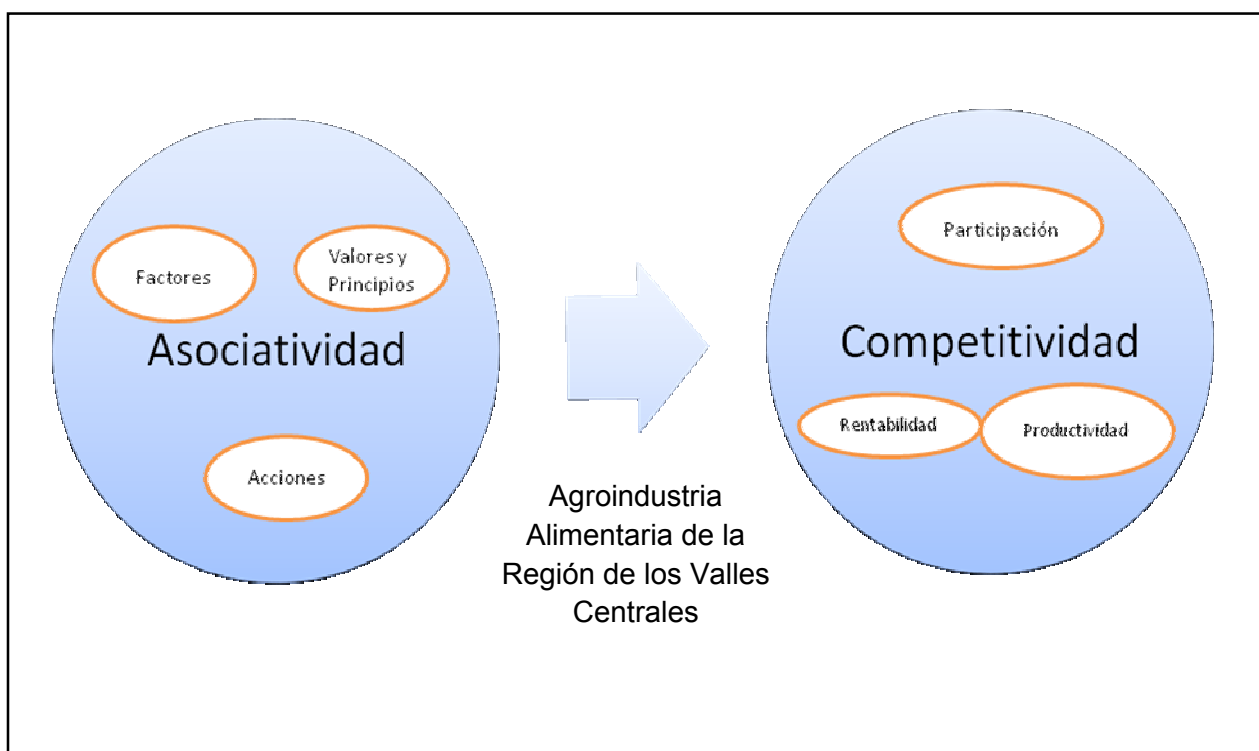 Factores
Valores y
Principios
Asociatividad
Acciones
Agroindustria
Alimentaria de la
Región de los Valles
Centrales
Participación
Competitividad
Rentabilidad
Productividad